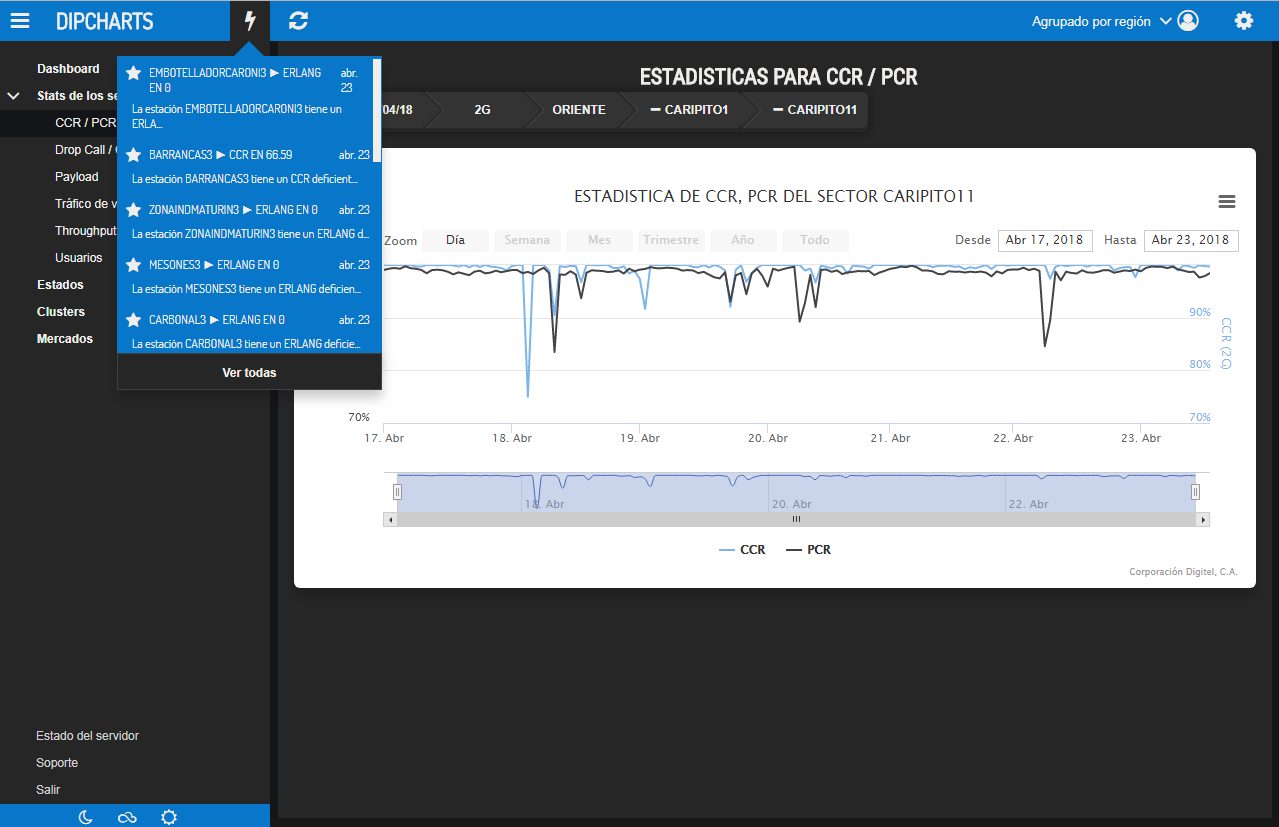 DIPCHARTS
Agrupado por región
Dashboard
Stats de los se
CCR / PCR
Drop Call /
Payload
Tráfico de v
Throughput
Usuarios
Estados
Clusters
Mercados
EMBOTELLADORCARONI3 ► ERLANG EN 0
abr. 23
La estación EMBOTELLADORCARONI3 tiene un
ERLA...
BARRANCAS3 ► CCR EN 66.59 abr. 23
La estación BARRANCAS3 tiene un CCR deficient...
ZONAINDMATURIN3 ► ERLANG EN 0 abr. 23
La estación ZONAINDMATURIN3 tiene un ERLANG d...
MESONES3 ► ERLANG EN 0 abr. 23
La estación MESONES3 tiene un ERLANG deficien...
CARBONAL3 ► ERLANG EN 0 abr. 23
La estación CARBONAL3 tiene un ERLANG deficie...
Ver todas
ESTADISTICAS PARA CCR / PCR
04/18 2G ORIENTE CARIPITO1 CARIPITO11
ESTADISTICA DE CCR, PCR DEL SECTOR CARIPITO11
Zoom Día Semana Mes Trimestre Año Todo Desde Abr 17, 2018 Hasta Abr 23, 2018
90%
80%
70% 70%
CCR (2G)
17. Abr 18. Abr 19. Abr 20. Abr 21. Abr 22. Abr 23. Abr
18. Abr 20. Abr 22. Abr
CCR PCR
Corporación Digitel, C.A.
Estado del servidor
Soporte
Salir